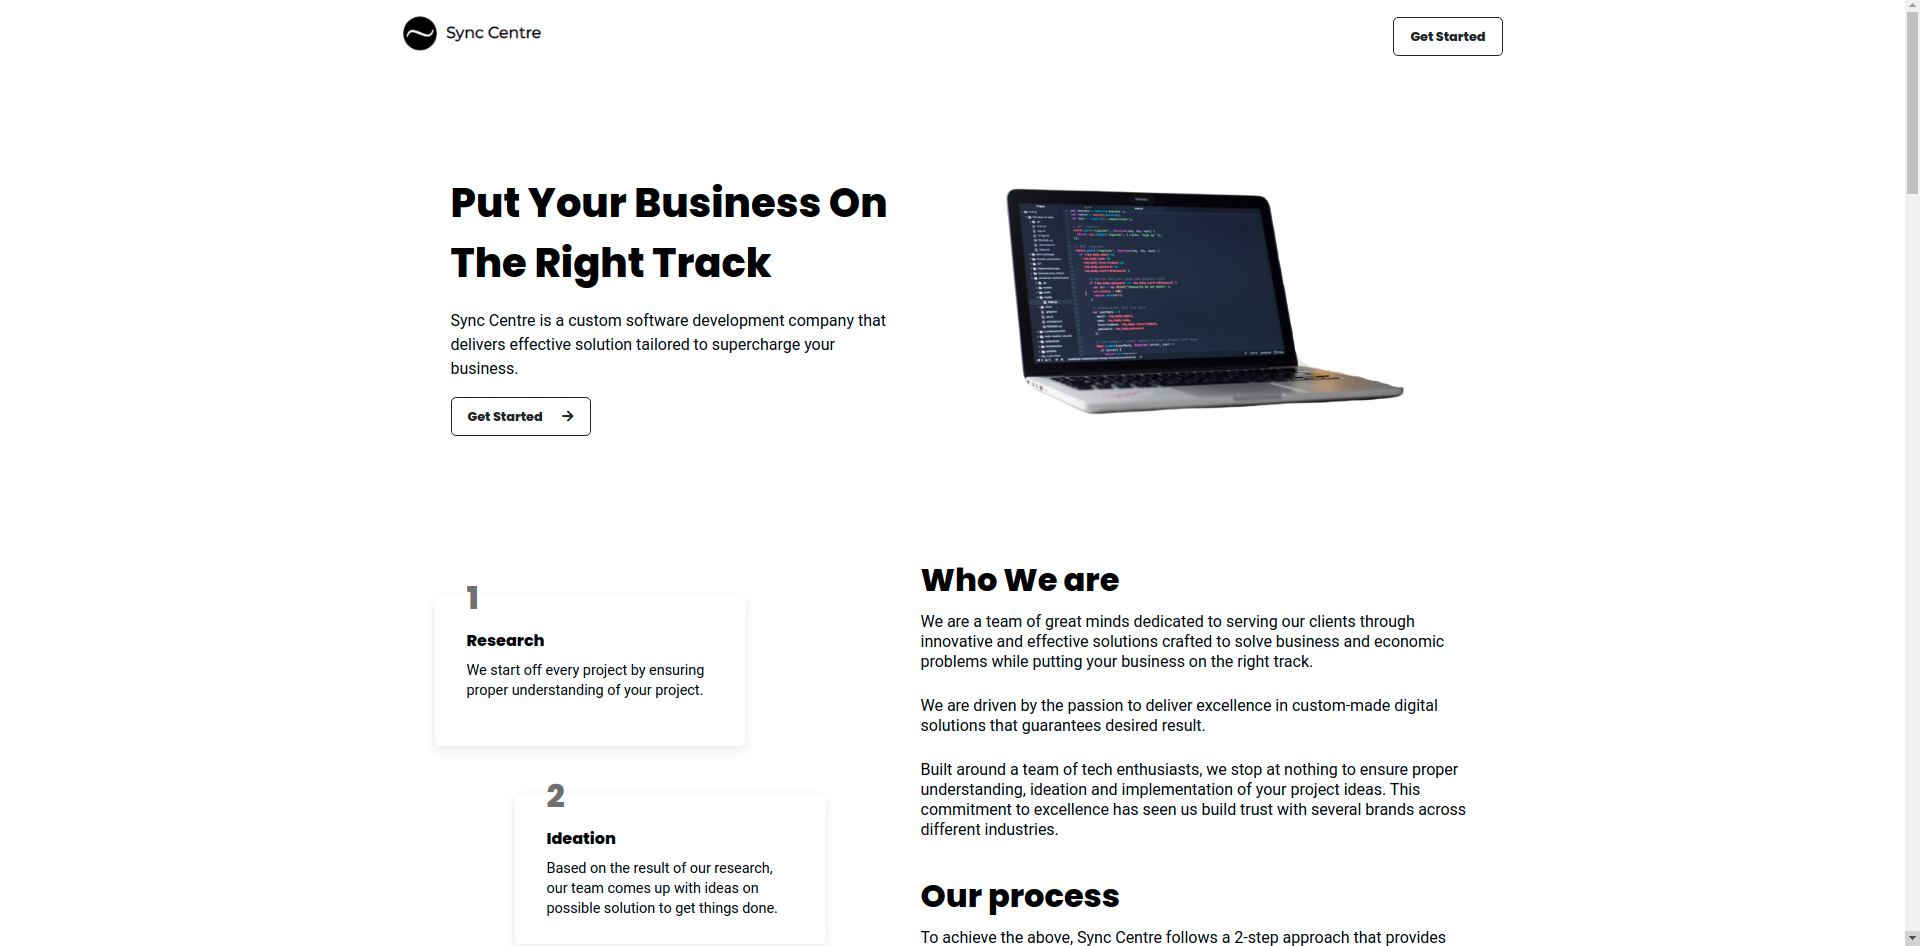 Sync Centre
Get Started
Put Your Business On
The Right Track
Sync Centre is a custom software development company that
delivers effective solution tailored to supercharge your
business.
Get Started
1
Research
We start off every project by ensuring
proper understanding of your project.
2
Ideation
Based on the result of our research,
our team comes up with ideas on
possible solution to get things done.
Who We are
We are a team of great minds dedicated to serving our clients through
innovative and effective solutions crafted to solve business and economic
problems while putting your business on the right track.
We are driven by the passion to deliver excellence in custom-made digital
solutions that guarantees desired result.
Built around a team of tech enthusiasts, we stop at nothing to ensure proper
understanding, ideation and implementation of your project ideas. This
commitment to excellence has seen us build trust with several brands across
different industries.
Our process
To achieve the above, Sync Centre follows a 2-step approach that provides